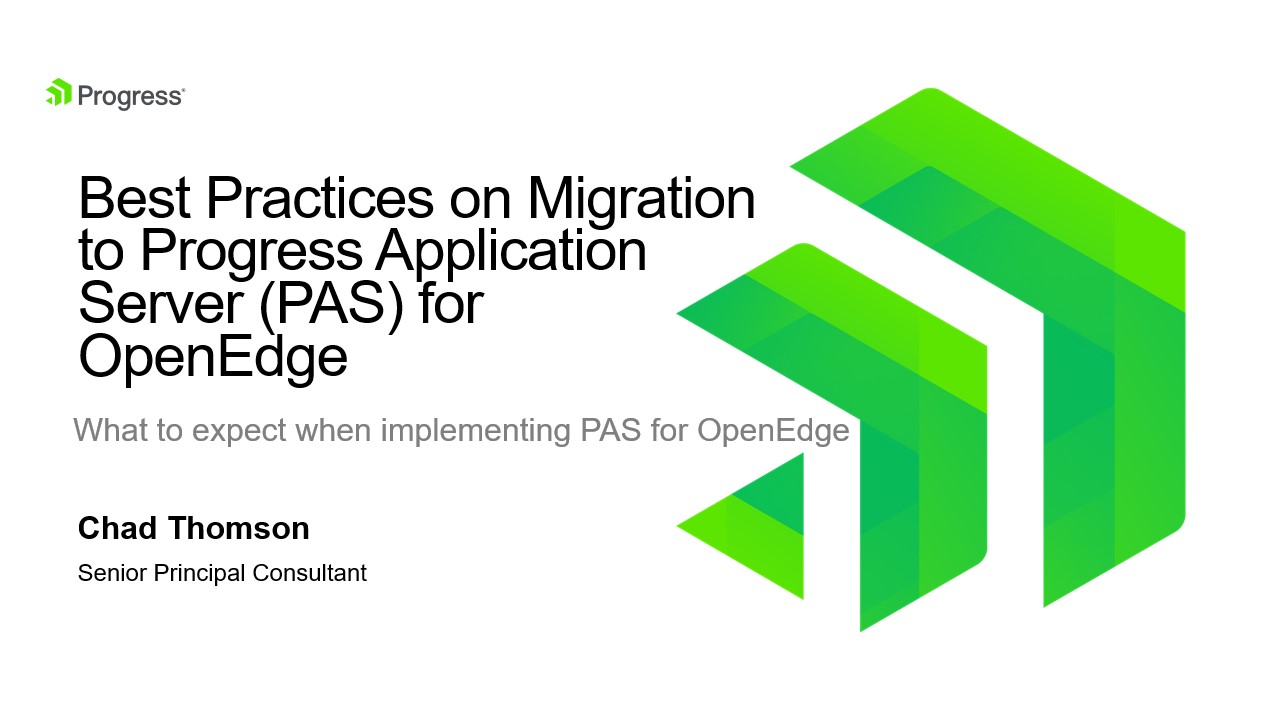 Progress®
Best Practices on Migration
to Progress Application
Server (PAS) for
OpenEdge
What to expect when implementing PAS for OpenEdge
Chad Thomson
Senior Principal Consultant